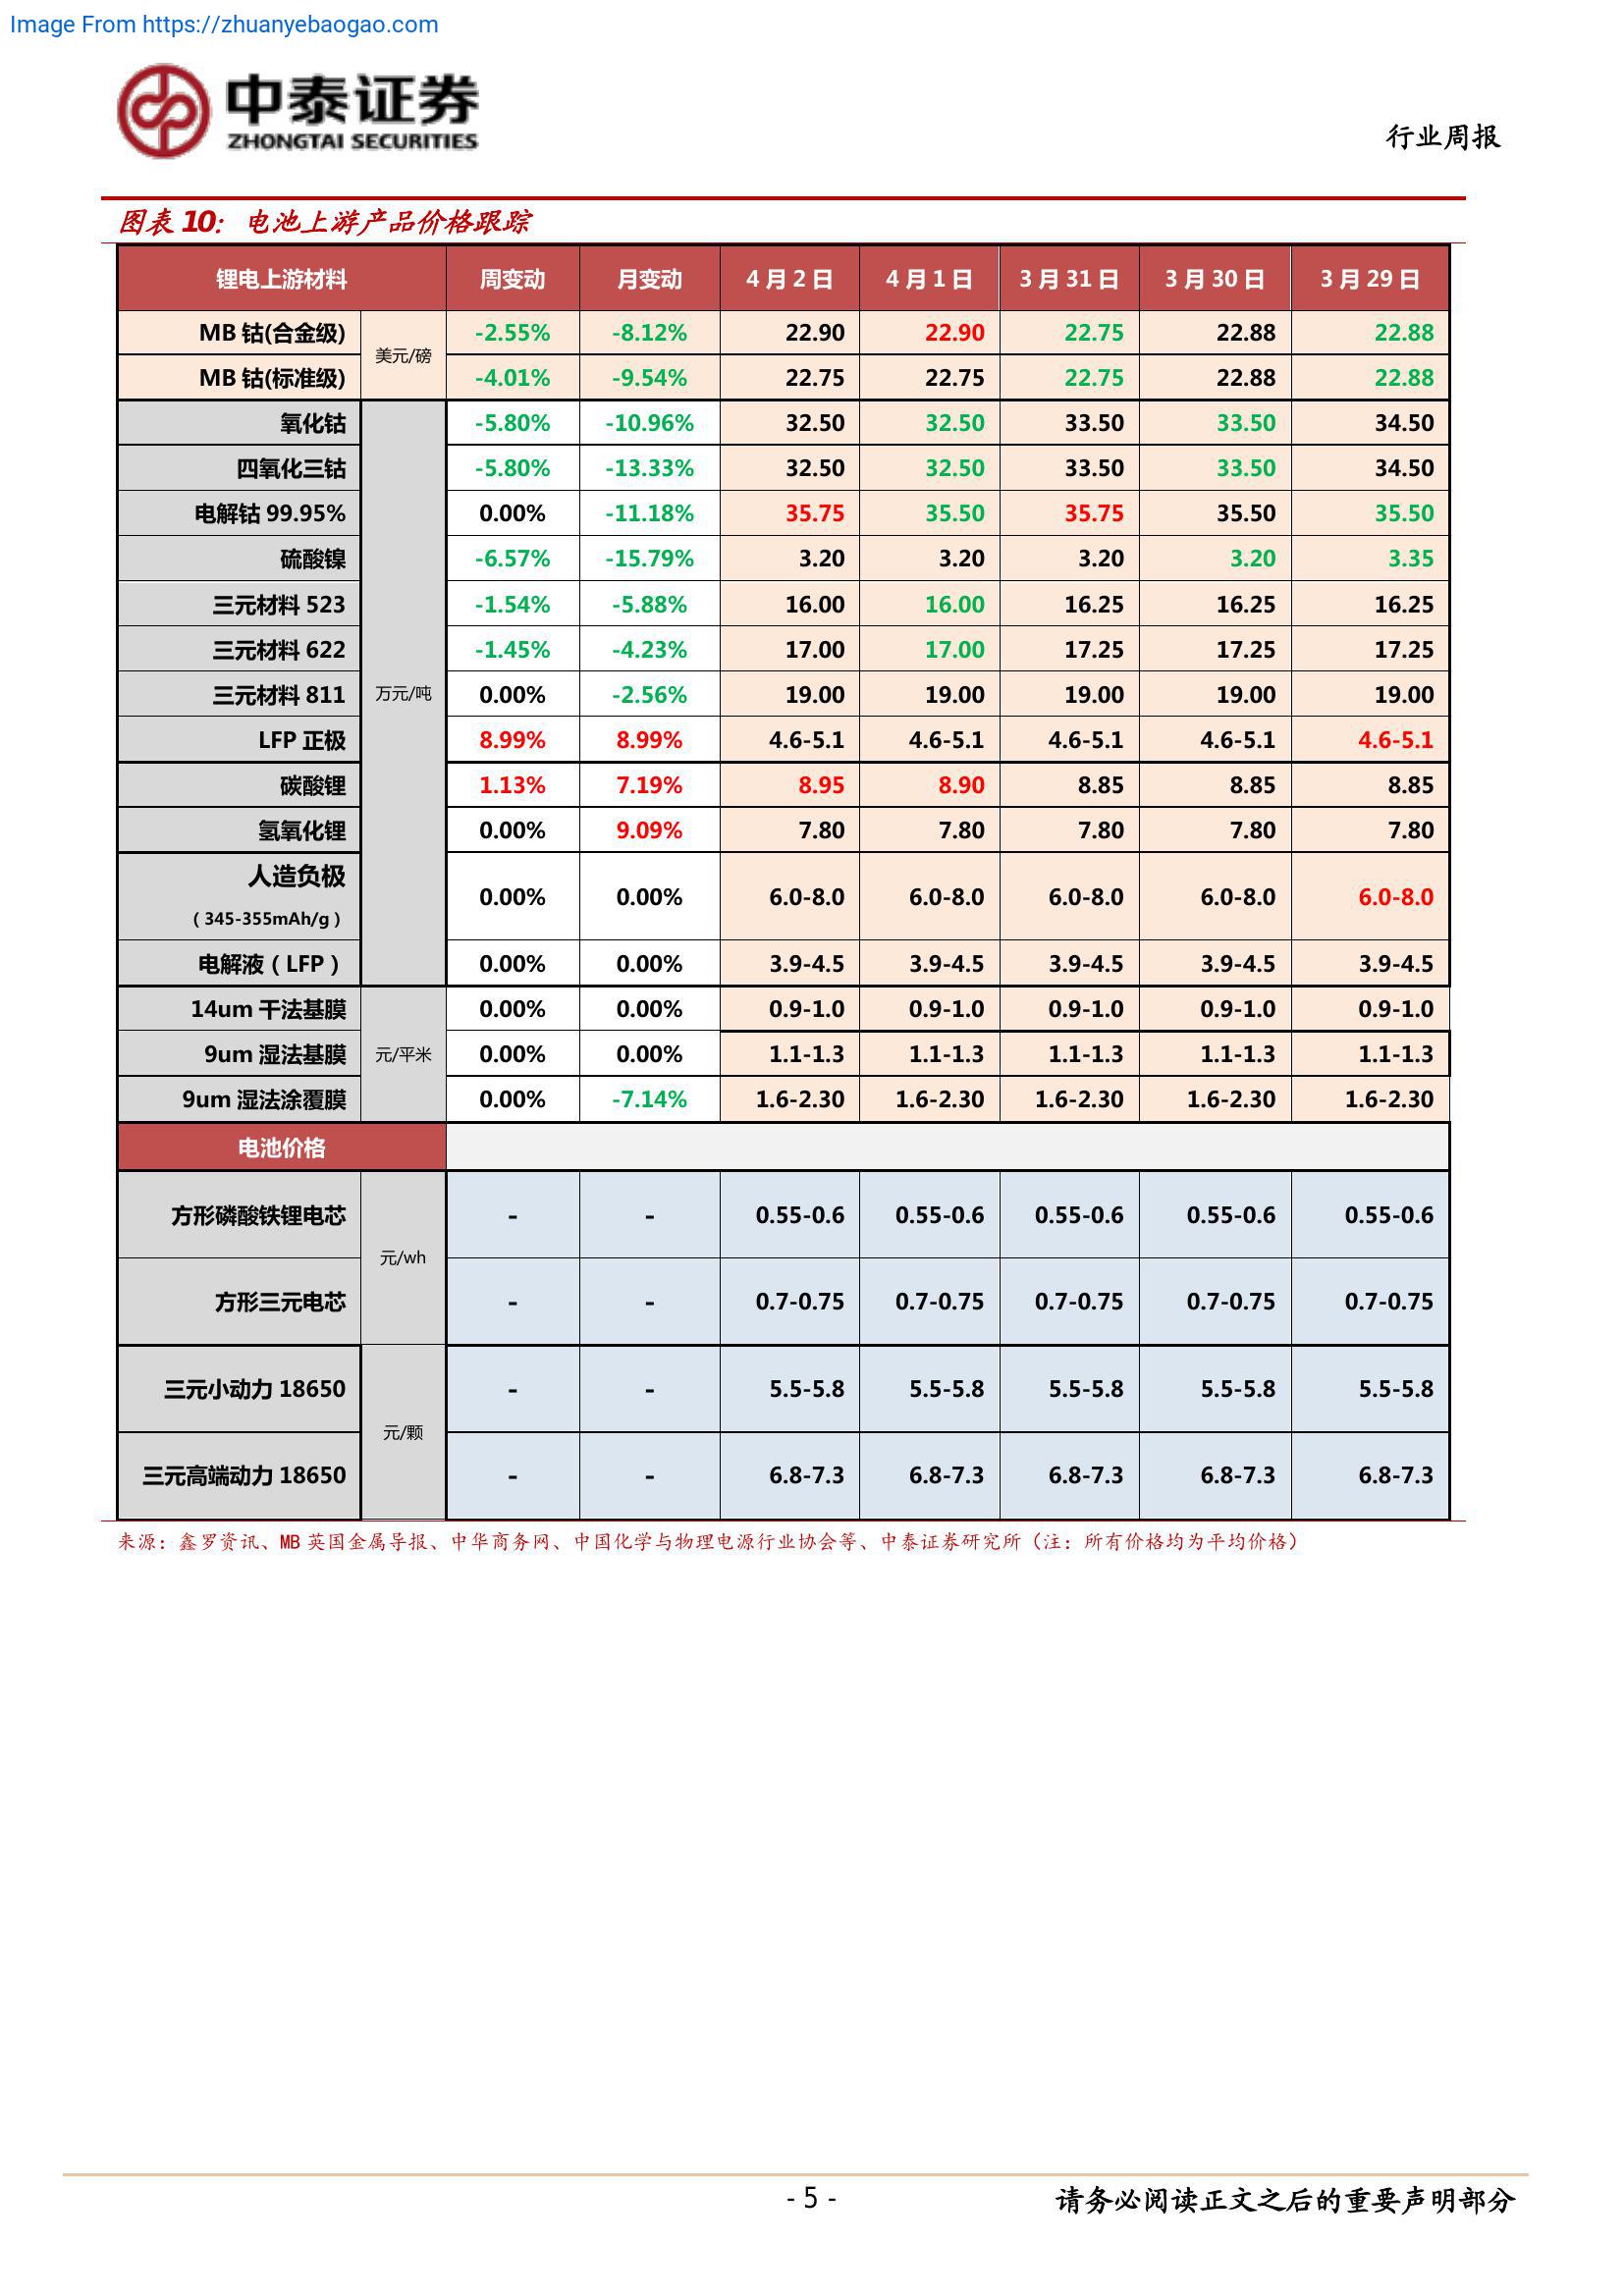 Image From https://zhuanyebaogao.com
中泰证券
ZHONGTAI SECURITIES
行业周报
图表 10：电池上游产品价格跟踪
锂电上游材料 周变动 月变动 4 月 2 日 4 月 1 日 3 月 31 日 3 月 30 日 3 月 29 日
MB 钴(合金级) 美元/磅 -2.55% -8.12% 22.90 22.90 22.75 22.88 22.88
MB 钴(标准级) -4.01% -9.54% 22.75 22.75 22.75 22.88 22.88
氧化钴 -5.80% -10.96% 32.50 32.50 33.50 33.50 34.50
四氧化三钴 -5.80% -13.33% 32.50 32.50 33.50 33.50 34.50
电解钴 99.95% 0.00% -11.18% 35.75 35.50 35.75 35.50 35.50
硫酸镍 -6.57% -15.79% 3.20 3.20 3.20 3.20 3.35
三元材料 523 -1.54% -5.88% 16.00 16.00 16.25 16.25 16.25
三元材料 622 -1.45% -4.23% 17.00 17.00 17.25 17.25 17.25
三元材料 811 万元/吨 0.00% -2.56% 19.00 19.00 19.00 19.00 19.00
LFP 正极 8.99% 8.99% 4.6-5.1 4.6-5.1 4.6-5.1 4.6-5.1 4.6-5.1
碳酸锂 1.13% 7.19% 8.95 8.90 8.85 8.85 8.85
氢氧化锂 0.00% 9.09% 7.80 7.80 7.80 7.80 7.80
人造负极
（345-355mAh/g） 0.00% 0.00% 6.0-8.0 6.0-8.0 6.0-8.0 6.0-8.0 6.0-8.0
电解液（LFP） 0.00% 0.00% 3.9-4.5 3.9-4.5 3.9-4.5 3.9-4.5 3.9-4.5
14um 干法基膜 0.00% 0.00% 0.9-1.0 0.9-1.0 0.9-1.0 0.9-1.0 0.9-1.0
9um 湿法基膜 元/平米 0.00% 0.00% 1.1-1.3 1.1-1.3 1.1-1.3 1.1-1.3 1.1-1.3
9um 湿法涂覆膜 0.00% -7.14% 1.6-2.30 1.6-2.30 1.6-2.30 1.6-2.30 1.6-2.30
电池价格
方形磷酸铁锂电芯 元/wh - - 0.55-0.6 0.55-0.6 0.55-0.6 0.55-0.6 0.55-0.6
方形三元电芯 - - 0.7-0.75 0.7-0.75 0.7-0.75 0.7-0.75 0.7-0.75
三元小动力 18650 元/颗 - - 5.5-5.8 5.5-5.8 5.5-5.8 5.5-5.8 5.5-5.8
三元高端动力 18650 - - 6.8-7.3 6.8-7.3 6.8-7.3 6.8-7.3 6.8-7.3
来源：鑫罗资讯、MB 英国金属导报、中华商务网、中国化学与物理电源行业协会等、中泰证券研究所（注：所有价格均为平均价格）
- 5 -
请务必阅读正文之后的重要声明部分